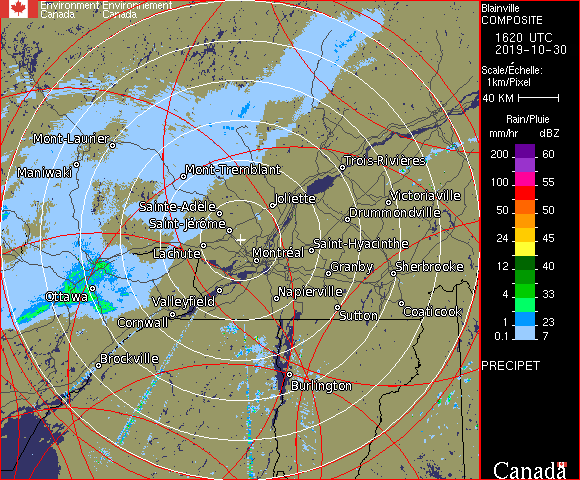 Environment Environnement
Canada Canada
Blainville
COMPOSITE
1620 UTC
2019-10-30
Scale/Échelle:
1km/Pixel
40 KM
Rain/Pluie
mm/hr dBZ
200 60
100 55
50 50
24 45
12 40
4 33
1 23
0.1 7
PRECIPET
Mont-Laurier
Maniwaki
Mont-Tremblant
Trois-Rivières
Joliette
Victoriaville
Sainte-Adèle
Drummondville
Saint-Jérôme
Saint-Hyacinthe
Lachute
Montréal
Granby
Sherbrooke
Ottawa
Napierville
Valleyfield
Coaticook
Cornwall
Sutton
Brockville
Burlington
Canada